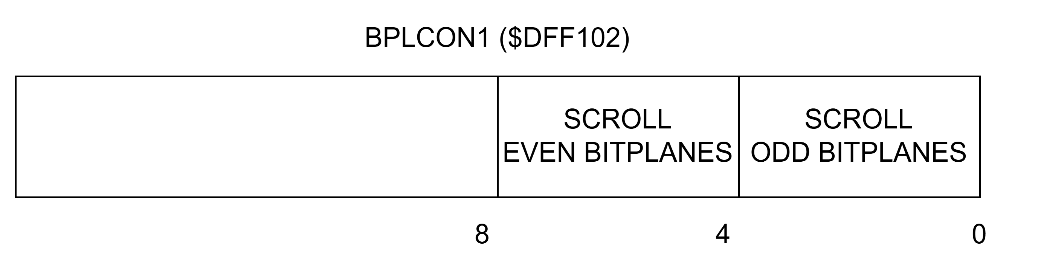 BPLCON1 ($DFF102)
SCROLL
EVEN BITPLANES
SCROLL
ODD BITPLANES
8 4 0